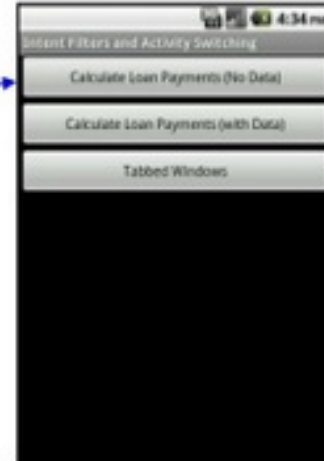 4:34 PM
Intent Filters and Activity Switching
Calculate Loan Payments (No Data)
Calculate Loan Payments (with Data)
Tabbed Windows